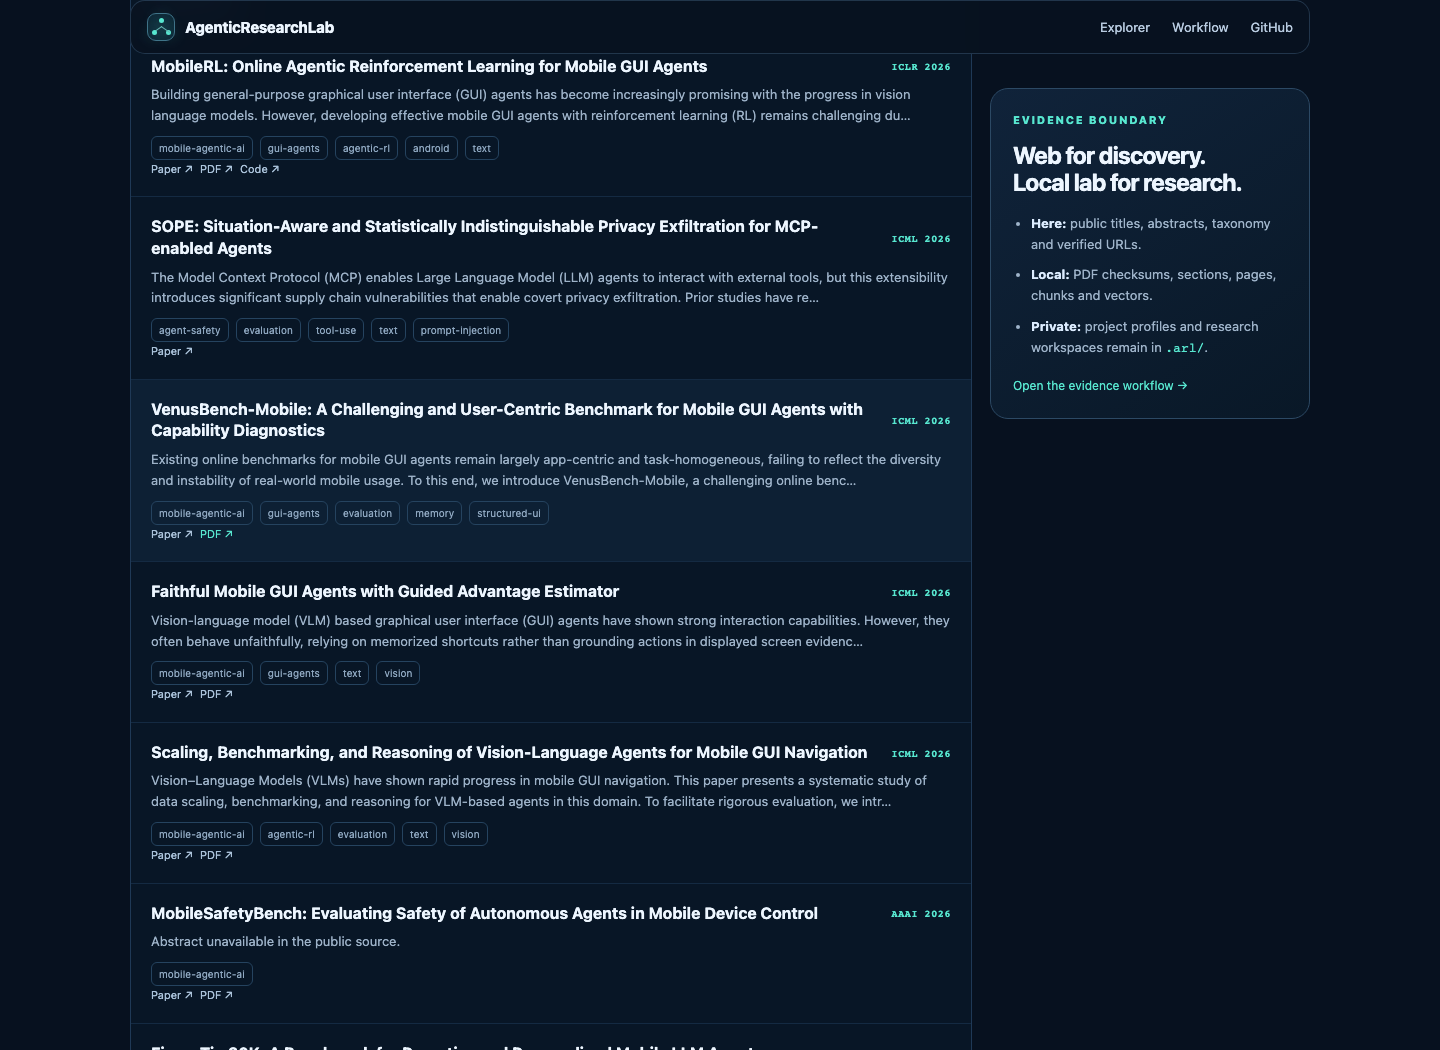 AgenticResearchLab
Explorer Workflow GitHub
MobileRL: Online Agentic Reinforcement Learning for Mobile GUI Agents
ICLR 2026
Building general-purpose graphical user interface (GUI) agents has become increasingly promising with the progress in vision
language models. However, developing effective mobile GUI agents with reinforcement learning (RL) remains challenging du...
mobile-agentic-ai gui-agents agentic-rl android text
Paper ↗ PDF ↗ Code ↗
SOPE: Situation-Aware and Statistically Indistinguishable Privacy Exfiltration for MCP-
enabled Agents
ICML 2026
The Model Context Protocol (MCP) enables Large Language Model (LLM) agents to interact with external tools, but this extensibility
introduces significant supply chain vulnerabilities that enable covert privacy exfiltration. Prior studies have re...
agent-safety evaluation tool-use text prompt-injection
Paper ↗
VenusBench-Mobile: A Challenging and User-Centric Benchmark for Mobile GUI Agents with
Capability Diagnostics
ICML 2026
Existing online benchmarks for mobile GUI agents remain largely app-centric and task-homogeneous, failing to reflect the diversity
and instability of real-world mobile usage. To this end, we introduce VenusBench-Mobile, a challenging online benc...
mobile-agentic-ai gui-agents evaluation memory structured-ui
Paper ↗ PDF ↗
Faithful Mobile GUI Agents with Guided Advantage Estimator
ICML 2026
Vision-language model (VLM) based graphical user interface (GUI) agents have shown strong interaction capabilities. However, they
often behave unfaithfully, relying on memorized shortcuts rather than grounding actions in displayed screen evidenc...
mobile-agentic-ai gui-agents text vision
Paper ↗ PDF ↗
Scaling, Benchmarking, and Reasoning of Vision-Language Agents for Mobile GUI Navigation
ICML 2026
Vision–Language Models (VLMs) have shown rapid progress in mobile GUI navigation. This paper presents a systematic study of
data scaling, benchmarking, and reasoning for VLM-based agents in this domain. To facilitate rigorous evaluation, we intr...
mobile-agentic-ai agentic-rl evaluation text vision
Paper ↗ PDF ↗
MobileSafetyBench: Evaluating Safety of Autonomous Agents in Mobile Device Control
AAAI 2026
Abstract unavailable in the public source.
mobile-agentic-ai
Paper ↗ PDF ↗
EVIDENCE BOUNDARY
Web for discovery.
Local lab for research.
• Here: public titles, abstracts, taxonomy
and verified URLs.
• Local: PDF checksums, sections, pages,
chunks and vectors.
• Private: project profiles and research
workspaces remain in .arl/.
Open the evidence workflow →